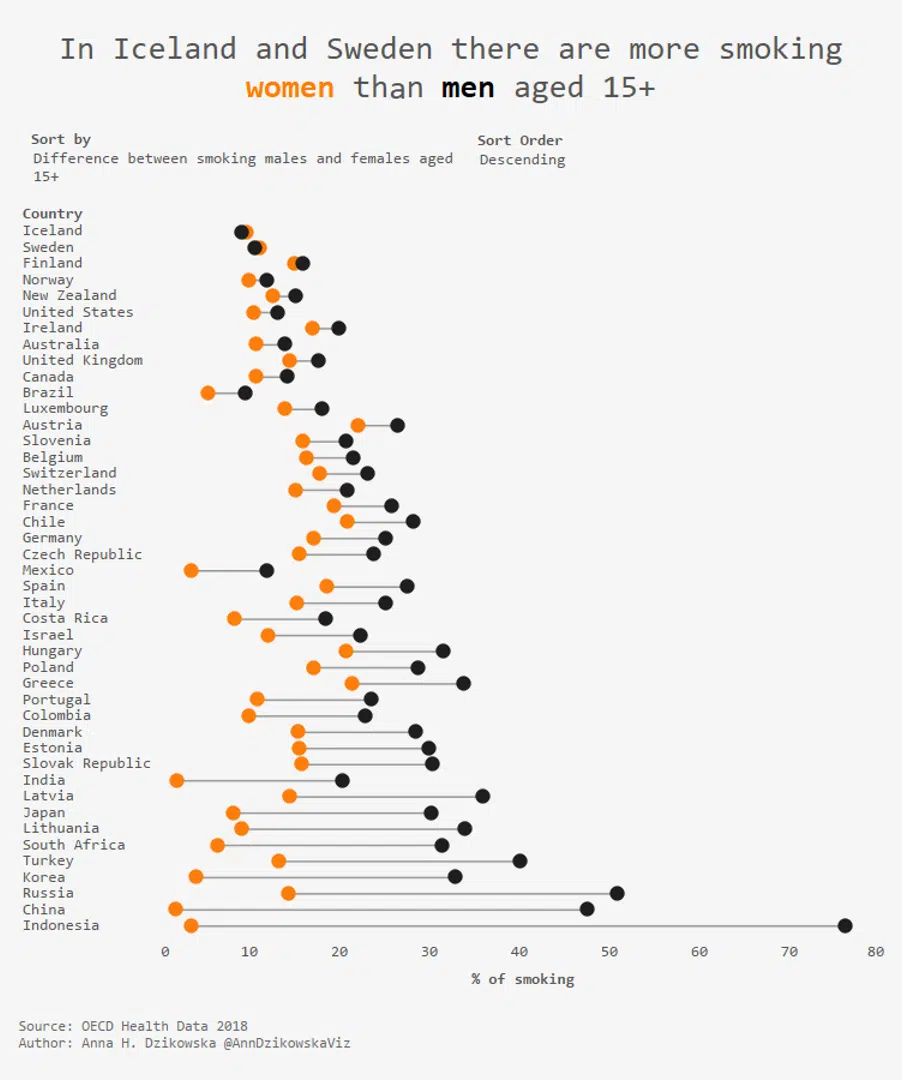 In Iceland and Sweden there are more smoking
women than men aged 15+
Sort by
Sort Order
Difference between smoking males and females aged
15+
Descending
Country
Iceland
Sweden
Finland
Norway
New Zealand
United States
Ireland
Australia
United Kingdom
Canada
Brazil
Luxembourg
Austria
Slovenia
Belgium
Switzerland
Netherlands
France
Chile
Germany
Czech Republic
Mexico
Spain
Italy
Costa Rica
Israel
Hungary
Poland
Greece
Portugal
Colombia
Denmark
Estonia
Slovak Republic
India
Latvia
Japan
Lithuania
South Africa
Turkey
Korea
Russia
China
Indonesia
0 10 20 30 40 50 60 70 80
% of smoking
Source: OECD Health Data 2018
Author: Anna H. Dzikowska @AnnDzikowskaViz